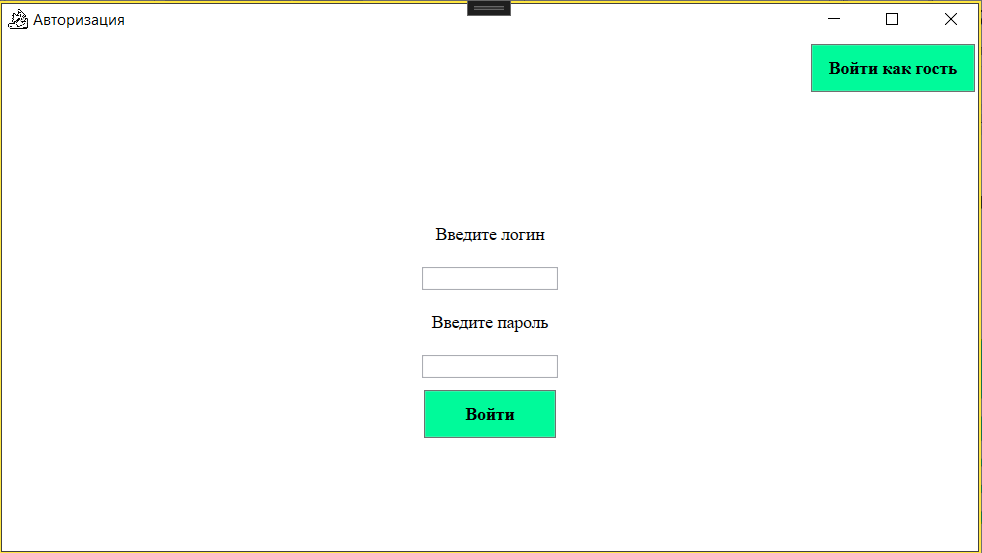 Авторизация
Войти как гость
Введите логин
Введите пароль
Войти